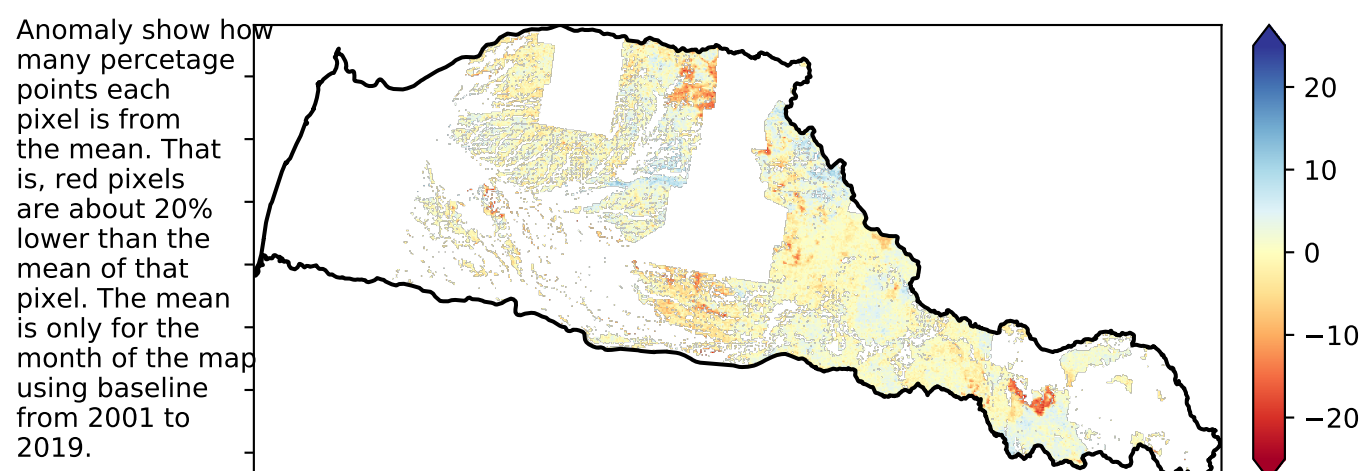 Anomaly show how
many percetage
points each
pixel is from
the mean. That
is, red pixels
are about 20%
lower than the
mean of that
pixel. The mean
is only for the
month of the map
using baseline
from 2001 to
2019.
20
10
0
−10
−20